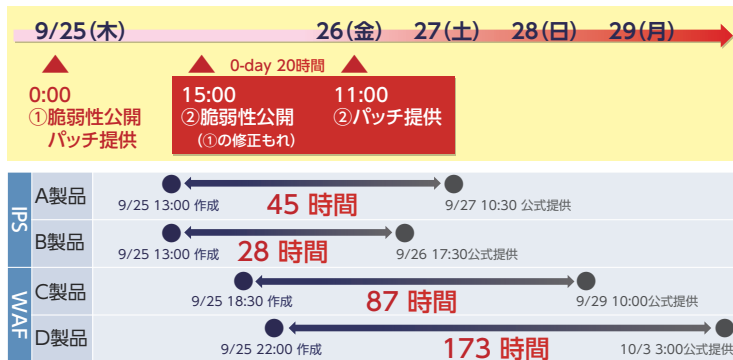 9/25(木) 26(金) 27(土) 28(日) 29(月)
0-day 20時間
0:00
①脆弱性公開
パッチ提供
15:00
②脆弱性公開
(①の修正もれ)
11:00
②パッチ提供
IPS
A製品
9/25 13:00 作成
45 時間
9/27 10:30 公式提供
B製品
9/25 13:00 作成
28 時間
9/26 17:30公式提供
WAF
C製品
9/25 18:30 作成
87 時間
9/29 10:00公式提供
D製品
9/25 22:00 作成
173 時間
10/3 3:00公式提供